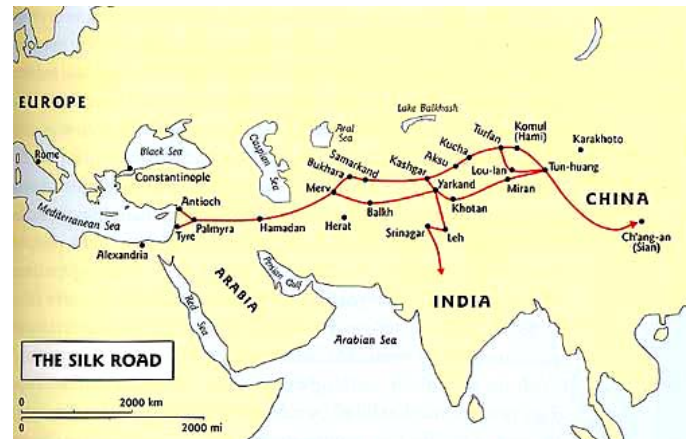 EUROPE
Rome
Black Sea
Constantinople
Mediterranean Sea
Antioch
Tyre
Palmyra
Alexandria
Caspian Sea
Aral Sea
Lake Balkhash
Hamadan
Merv
Bukhara
Samarkand
Herat
Balkh
Kashgar
Aksu
Kucha
Turfan
Komul
(Hami)
Karakhoto
Lou-lan
Tun-huang
Yarkand
Khotan
Miran
CHINA
Ch'ang-an
(Sian)
Srinagar
Leh
INDIA
ARABIA
Persian Gulf
Red Sea
Arabian Sea
THE SILK ROAD
0 2000 km
0 2000 mi